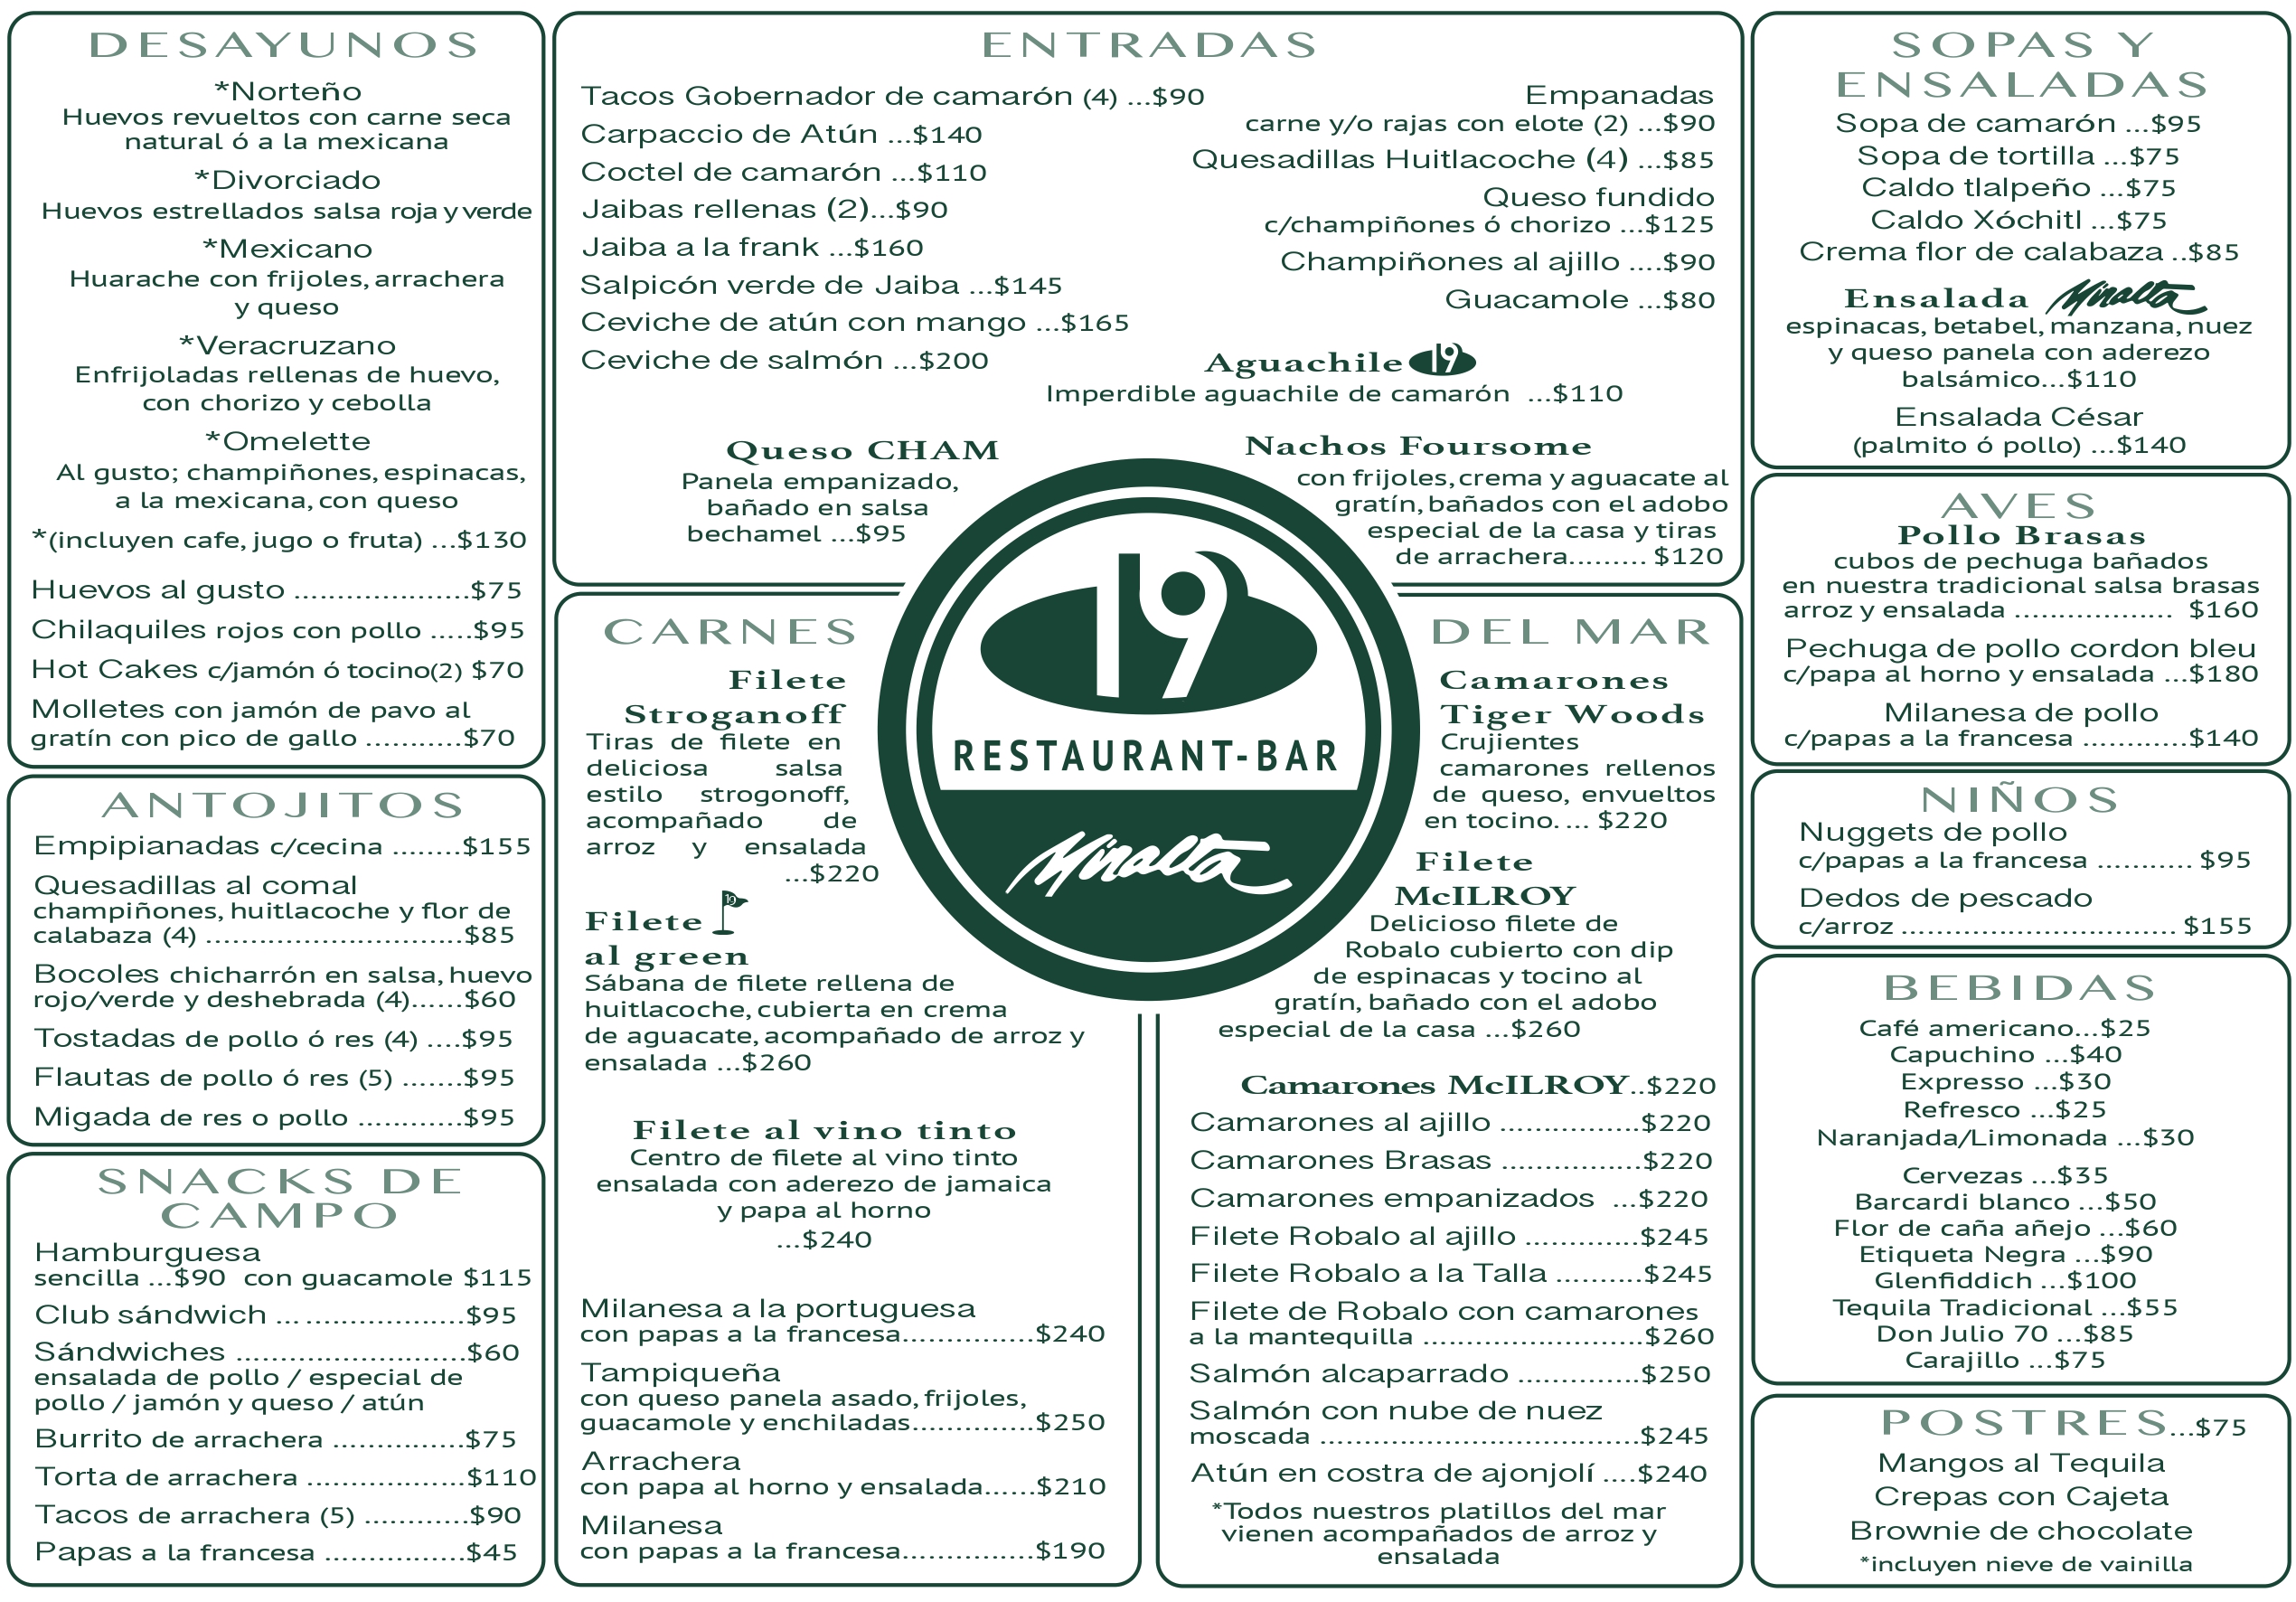 DESAYUNOS
*Norteño
Huevos revueltos con carne seca
natural ó a la mexicana
*Divorciado
Huevos estrellados salsa roja y verde
*Mexicano
Huarache con frijoles, arrachera
y queso
*Veracruzano
Enfrijoladas rellenas de huevo,
con chorizo y cebolla
*Omelette
Al gusto; champiñones, espinacas,
a la mexicana, con queso
*(incluyen cafe, jugo o fruta) ...$130
Huevos al gusto ....................$75
Chilaquiles rojos con pollo .....$95
Hot Cakes c/jamón ó tocino(2) $70
Molletes con jamón de pavo al
gratín con pico de gallo ...........$70
ANTOJITOS
Empipianadas c/cecina ........$155
Quesadillas al comal
champiñones, huitlacoche y flor de
calabaza (4) .............................$85
Bocoles chicharrón en salsa, huevo
rojo/verde y deshebrada (4)......$60
Tostadas de pollo ó res (4) ....$95
Flautas de pollo ó res (5) .......$95
Migada de res o pollo ............$95
SNACKS DE
CAMPO
Hamburguesa
sencilla ...$90 con guacamole $115
Club sándwich ... ..................$95
Sándwiches ..........................$60
ensalada de pollo / especial de
pollo / jamón y queso / atún
Burrito de arrachera ...............$75
Torta de arrachera ..................$110
Tacos de arrachera (5) ............$90
Papas a la francesa ................$45
ENTRADAS
Tacos Gobernador de camarón (4) ...$90
Carpaccio de Atún ...$140
Coctel de camarón ...$110
Jaibas rellenas (2)...$90
Jaiba a la frank ...$160
Salpicón verde de Jaiba ...$145
Ceviche de atún con mango ...$165
Ceviche de salmón ...$200
Empanadas
carne y/o rajas con elote (2) ...$90
Quesadillas Huitlacoche (4) ...$85
Queso fundido
c/champiñones ó chorizo ...$125
Champiñones al ajillo ....$90
Guacamole ...$80
Aguachile 19
Imperdible aguachile de camarón ...$110
Queso CHAM
Panela empanizado,
bañado en salsa
bechamel ...$95
Nachos Foursome
con frijoles, crema y aguacate al
gratín, bañados con el adobo
especial de la casa y tiras
de arrachera......... $120
19
RESTAURANT-BAR
Miralta
CARNES
Filete
Stroganoff
Tiras de filete en
deliciosa salsa
estilo strogonoff,
acompañado de
arroz y ensalada
...$220
Filete 19
al green
Sábana de filete rellena de
huitlacoche, cubierta en crema
de aguacate, acompañado de arroz y
ensalada ...$260
Filete al vino tinto
Centro de filete al vino tinto
ensalada con aderezo de jamaica
y papa al horno
...$240
Milanesa a la portuguesa
con papas a la francesa...............$240
Tampiqueña
con queso panela asado, frijoles,
guacamole y enchiladas..............$250
Arrachera
con papa al horno y ensalada......$210
Milanesa
con papas a la francesa...............$190
DEL MAR
Camarones
Tiger Woods
Crujientes
camarones rellenos
de queso, envueltos
en tocino. ... $220
Filete
McILROY
Delicioso filete de
Robalo cubierto con dip
de espinacas y tocino al
gratín, bañado con el adobo
especial de la casa ...$260
Camarones McILROY..$220
Camarones al ajillo ................$220
Camarones Brasas ................$220
Camarones empanizados ...$220
Filete Robalo al ajillo .............$245
Filete Robalo a la Talla ..........$245
Filete de Robalo con camarones
a la mantequilla .........................$260
Salmón alcaparrado ..............$250
Salmón con nube de nuez
moscada ....................................$245
Atún en costra de ajonjolí ....$240
*Todos nuestros platillos del mar
vienen acompañados de arroz y
ensalada
SOPAS Y
ENSALADAS
Sopa de camarón ...$95
Sopa de tortilla ...$75
Caldo tlalpeño ...$75
Caldo Xóchitl ...$75
Crema flor de calabaza ..$85
Ensalada Miralta
espinacas, betabel, manzana, nuez
y queso panela con aderezo
balsámico...$110
Ensalada César
(palmito ó pollo) ...$140
AVES
Pollo Brasas
cubos de pechuga bañados
en nuestra tradicional salsa brasas
arroz y ensalada .................. $160
Pechuga de pollo cordon bleu
c/papa al horno y ensalada ...$180
Milanesa de pollo
c/papas a la francesa ............$140
NIÑOS
Nuggets de pollo
c/papas a la francesa ........... $95
Dedos de pescado
c/arroz ............................... $155
BEBIDAS
Café americano...$25
Capuchino ...$40
Expresso ...$30
Refresco ...$25
Naranjada/Limonada ...$30
Cervezas ...$35
Barcardi blanco ...$50
Flor de caña añejo ...$60
Etiqueta Negra ...$90
Glenfiddich ...$100
Tequila Tradicional ...$55
Don Julio 70 ...$85
Carajillo ...$75
POSTRES...$75
Mangos al Tequila
Crepas con Cajeta
Brownie de chocolate
*incluyen nieve de vainilla